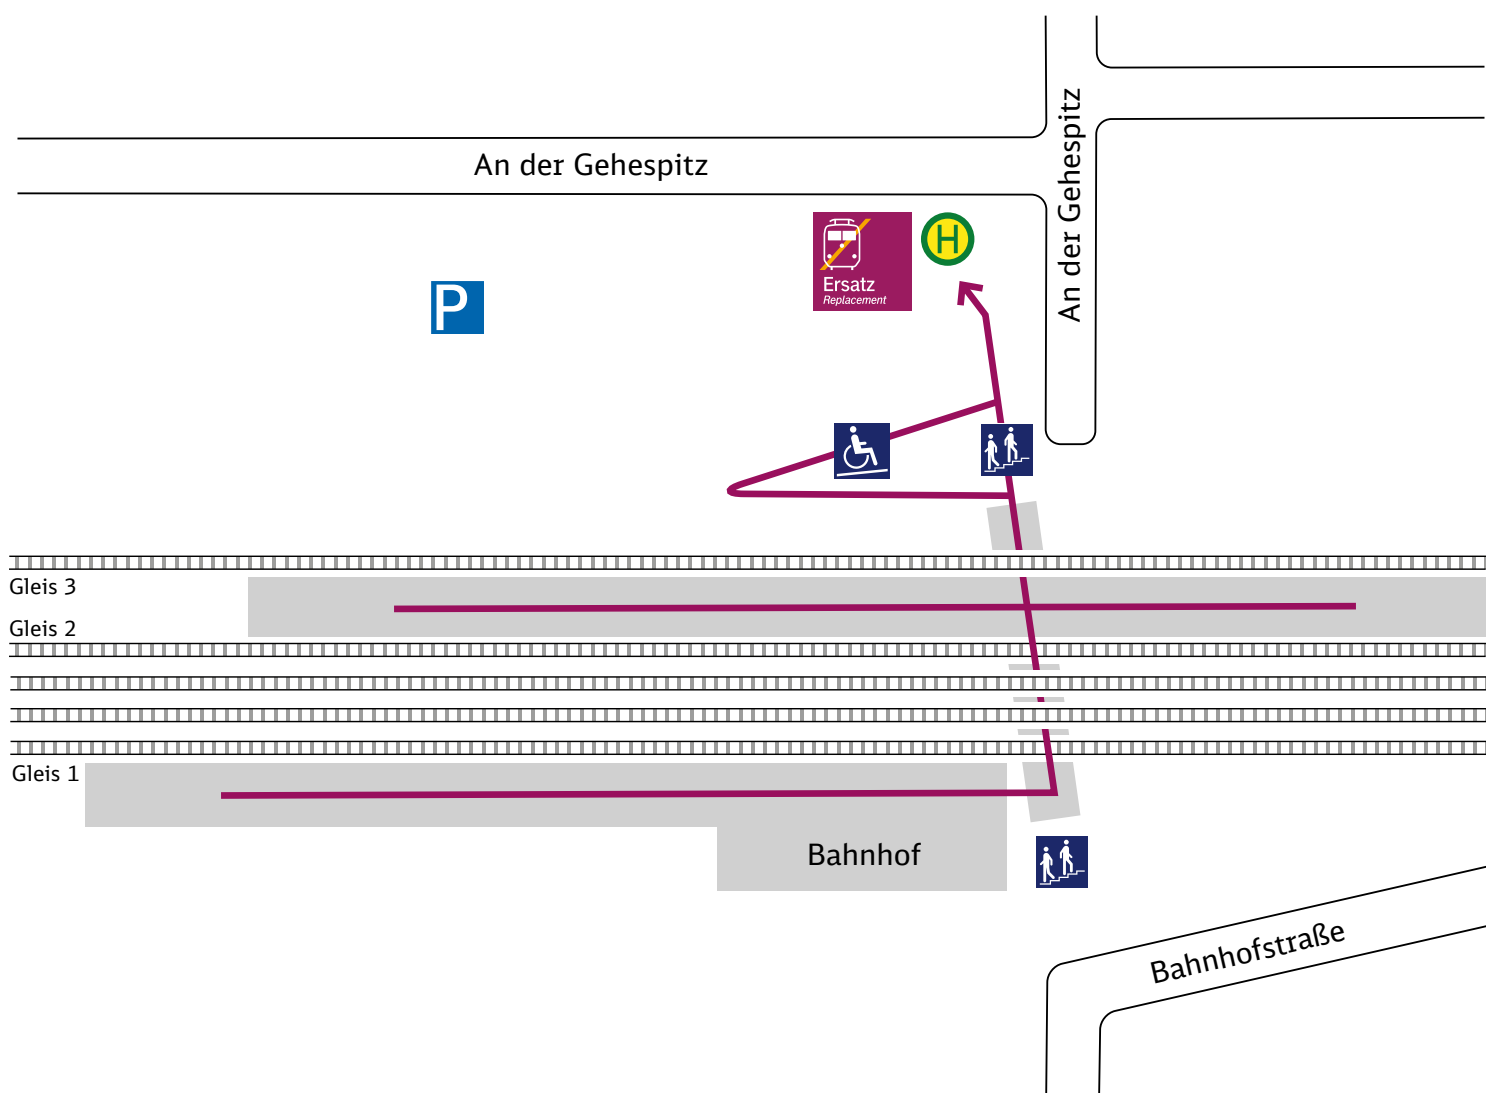 An der Gehespitz
An der Gehespitz
H
Ersatz
Replacement
P
Gleis 3
Gleis 2
Gleis 1
Bahnhof
Bahnhofstraße